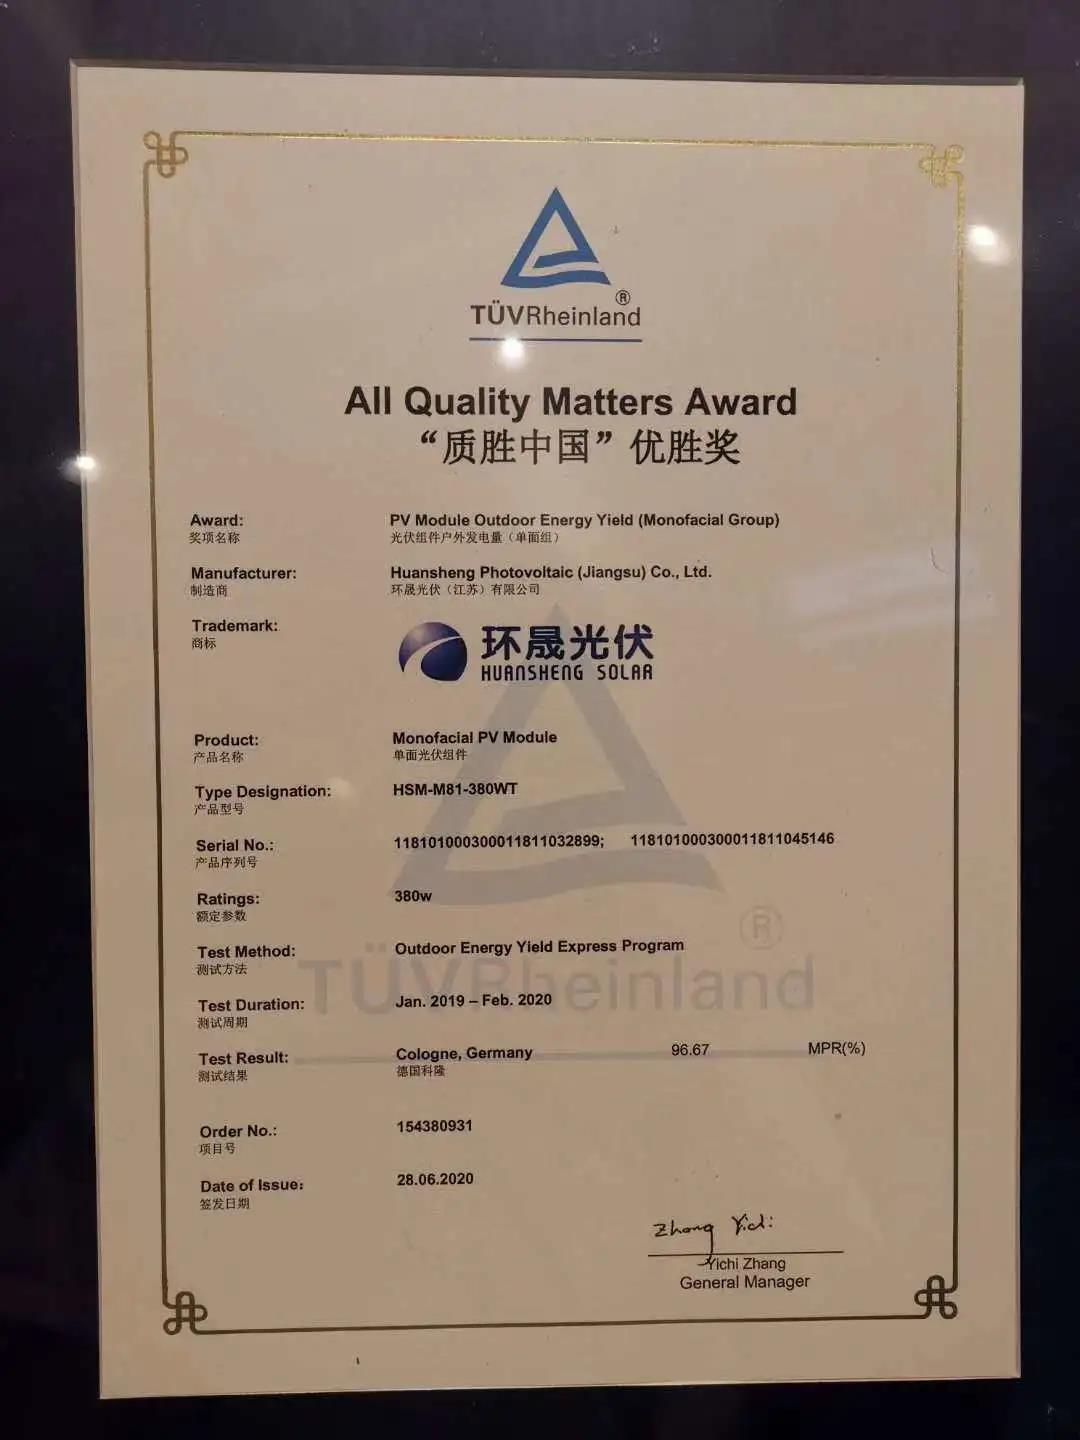 TÜVRheinland®
All Quality Matters Award
“质胜中国”优胜奖
Award: PV Module Outdoor Energy Yield (Monofacial Group)
奖项名称 光伏组件户外发电量（单面组）
Manufacturer: Huansheng Photovoltaic (Jiangsu) Co., Ltd.
制造商 环晟光伏（江苏）有限公司
Trademark: 环晟光伏
商标 HUANSHENG SOLAR
Product: Monofacial PV Module
产品名称 单面光伏组件
Type Designation: HSM-M81-380WT
产品型号
Serial No.: 118101000300011811032899; 118101000300011811045146
产品序列号
Ratings: 380w
额定参数
Test Method: Outdoor Energy Yield Express Program
测试方法
TÜVRheinland®
Test Duration: Jan. 2019 – Feb. 2020
测试周期
Test Result: Cologne, Germany 96.67 MPR(%)
测试结果 德国科隆
Order No.: 154380931
项目号
Date of Issue: 28.06.2020
签发日期
Zhang Yichi
Yichi Zhang
General Manager